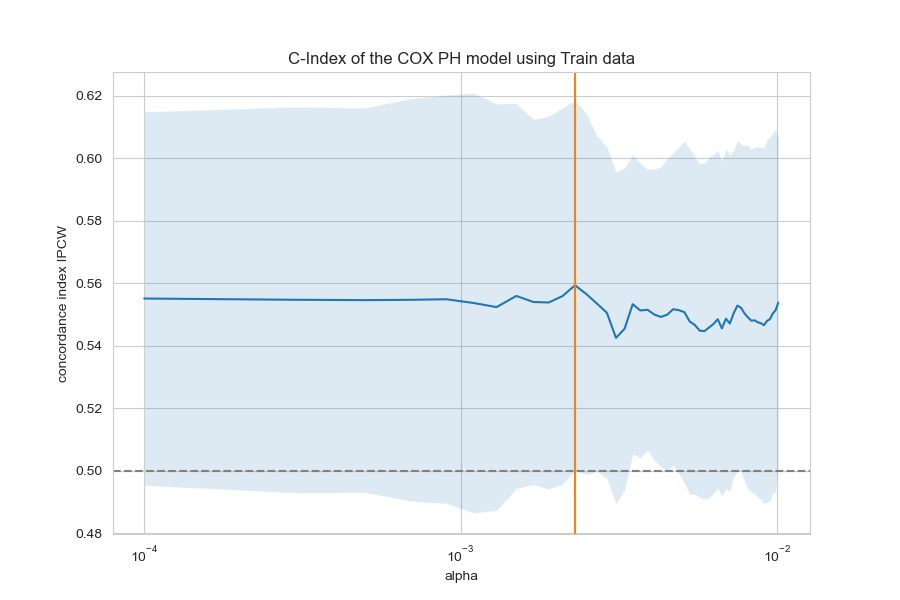 C-Index of the COX PH model using Train data
concordance index IPCW
0.62
0.60
0.58
0.56
0.54
0.52
0.50
0.48
10⁻⁴ 10⁻³ 10⁻²
alpha